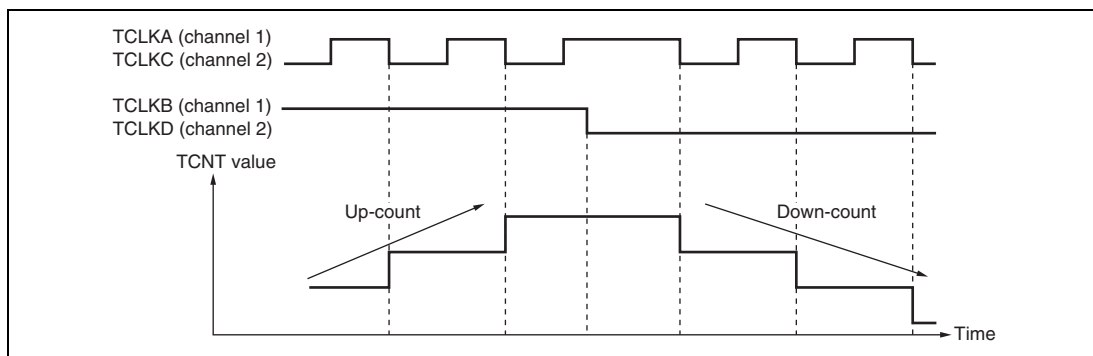 TCLKA (channel 1)
TCLKC (channel 2)
TCLKB (channel 1)
TCLKD (channel 2)
TCNT value
Up-count
Down-count
Time